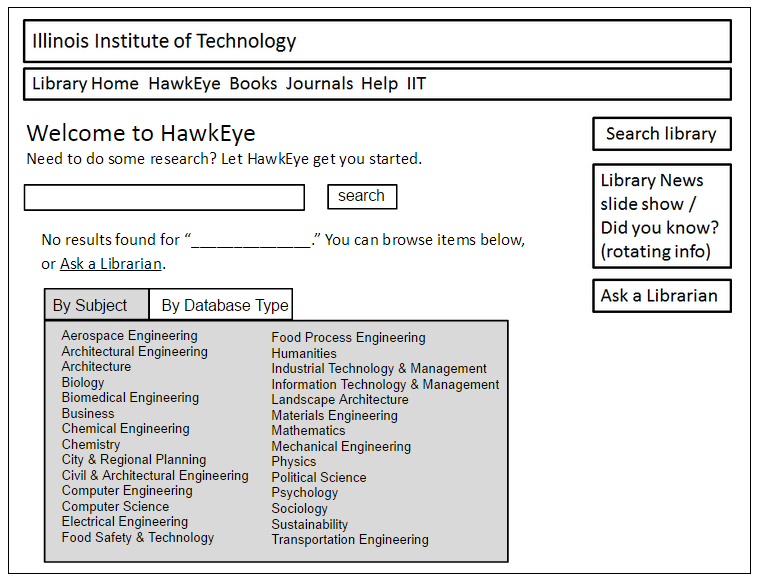 Illinois Institute of Technology
Library Home HawkEye Books Journals Help IIT
Welcome to HawkEye
Need to do some research? Let HawkEye get you started.
search
No results found for “______________.” You can browse items below,
or Ask a Librarian.
By Subject
By Database Type
Aerospace Engineering
Architectural Engineering
Architecture
Biology
Biomedical Engineering
Business
Chemical Engineering
Chemistry
City & Regional Planning
Civil & Architectural Engineering
Computer Engineering
Computer Science
Electrical Engineering
Food Safety & Technology
Food Process Engineering
Humanities
Industrial Technology & Management
Information Technology & Management
Landscape Architecture
Materials Engineering
Mathematics
Mechanical Engineering
Physics
Political Science
Psychology
Sociology
Sustainability
Transportation Engineering
Search library
Library News
slide show /
Did you know?
(rotating info)
Ask a Librarian